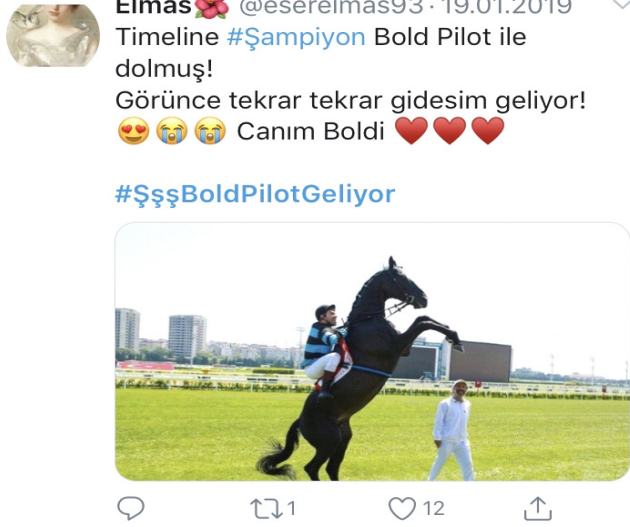 Elmas🌺 @eserelmas93 · 19.01.2019
Timeline #Şampiyon Bold Pilot ile
dolmuş!
Görünce tekrar tekrar gidesim geliyor!
😍😭😭 Canım Boldi ♥️♥️♥️
#ŞşşBoldPilotGeliyor
1 12